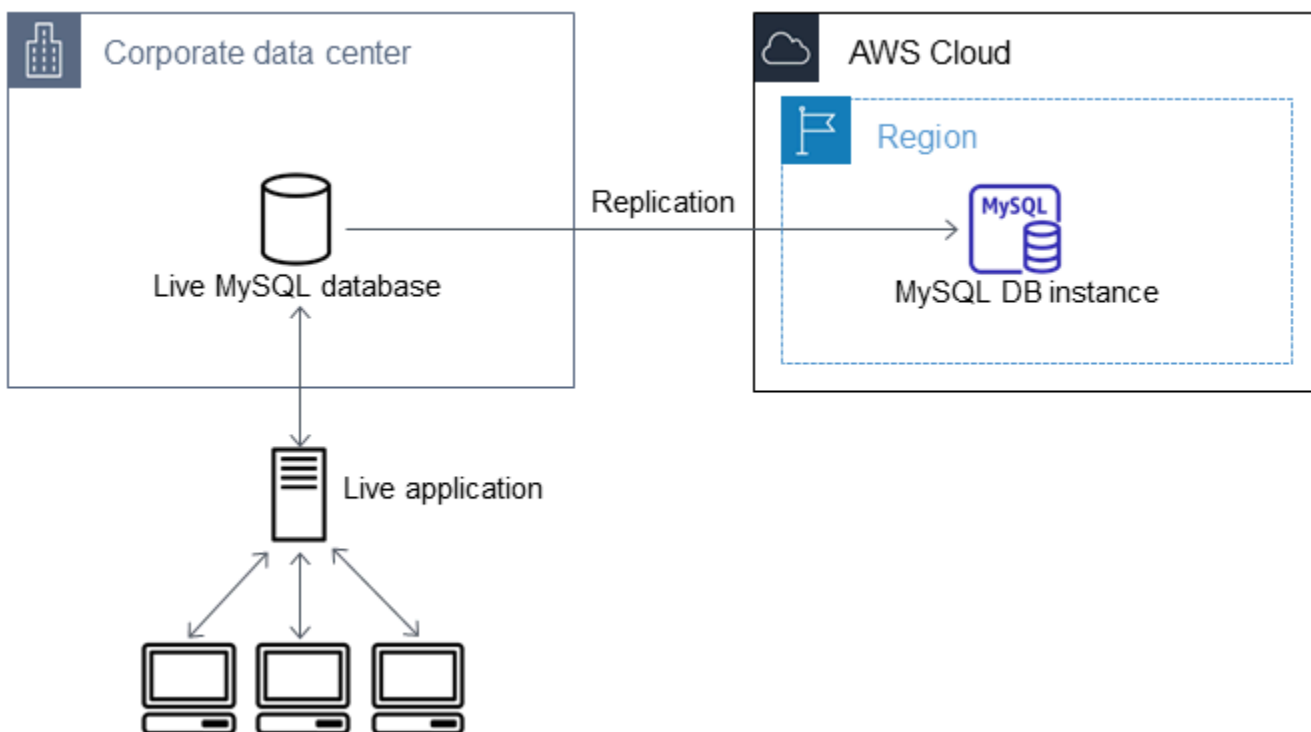 Corporate data center
AWS Cloud
Region
Replication
MySQL
Live MySQL database
MySQL DB instance
Live application